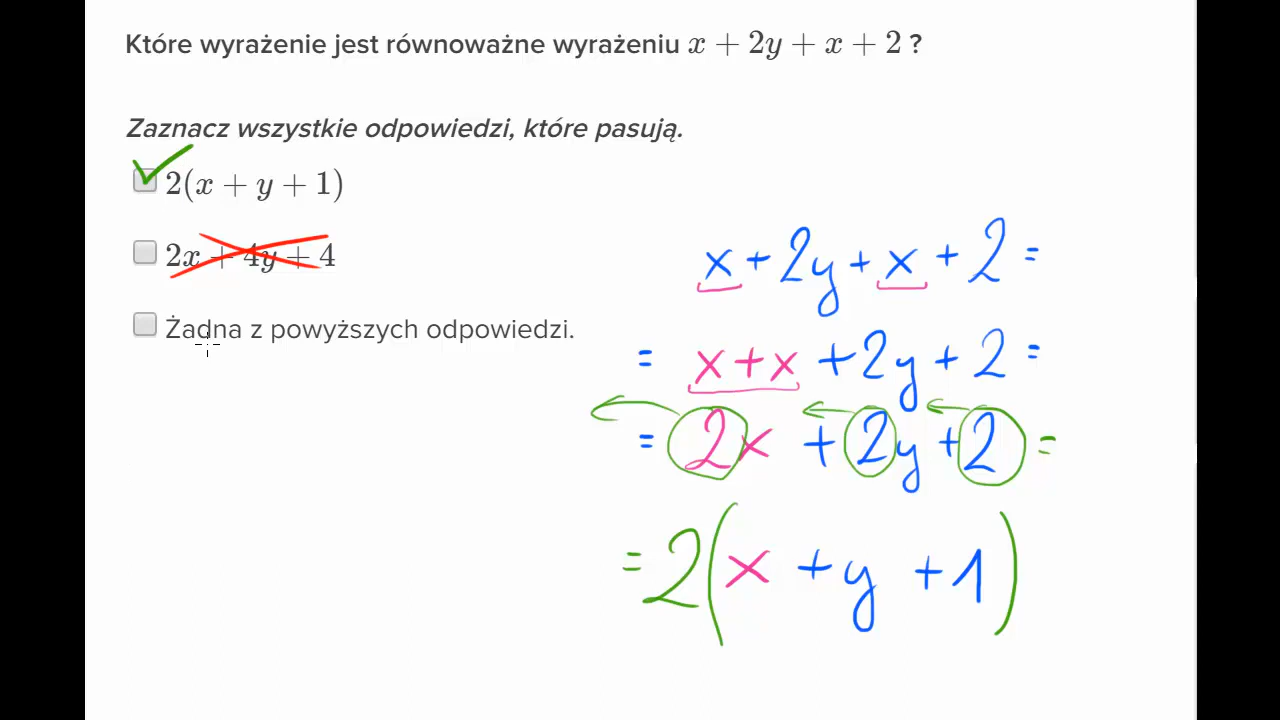 Które wyrażenie jest równoważne wyrażeniu x + 2y + x + 2 ?
Zaznacz wszystkie odpowiedzi, które pasują.
2(x + y + 1)
2x + 4y + 4
Żadna z powyższych odpowiedzi.
x + 2y + x + 2 =
= x + x + 2y + 2 =
= 2x + 2y + 2 =
= 2(x + y + 1)